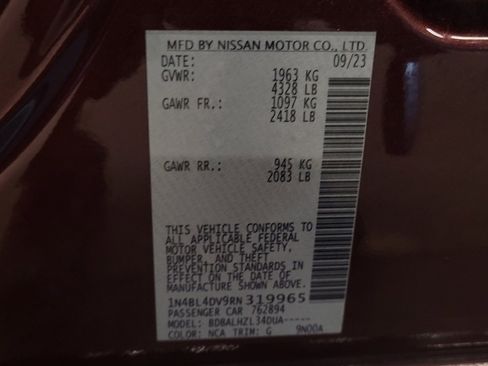 MFD BY NISSAN MOTOR CO., LTD.
DATE: 09/23
GVWR: 1963 KG
4328 LB
GAWR FR.: 1097 KG
2418 LB
GAWR RR.: 945 KG
2083 LB
THIS VEHICLE CONFORMS TO
ALL APPLICABLE FEDERAL
MOTOR VEHICLE SAFETY,
BUMPER, AND THEFT
PREVENTION STANDARDS IN
EFFECT ON THE DATE OF
MANUFACTURE SHOWN ABOVE.
1N4BL4DV9RN319965
PASSENGER CAR 762894
MODEL: BDBALHZL34DUA-----
COLOR: NCA TRIM: G 9N00A